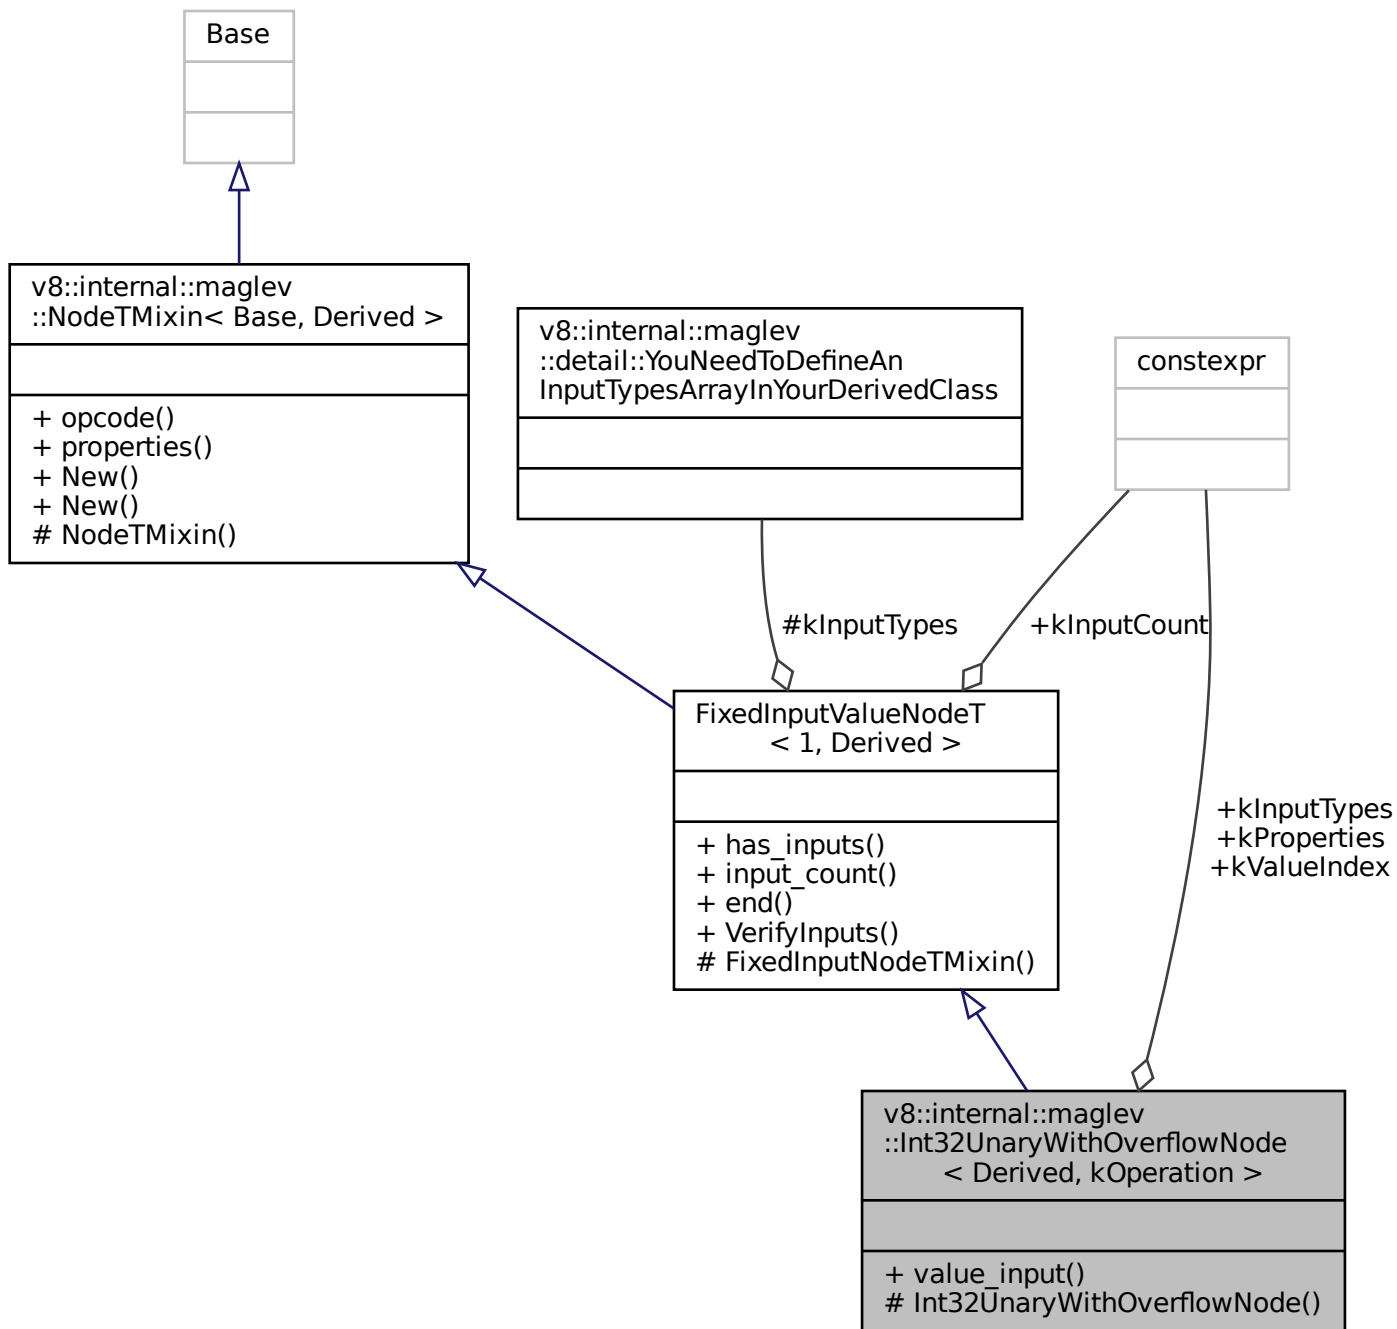 Base
v8::internal::maglev
::NodeTMixin< Base, Derived >
+ opcode()
+ properties()
+ New()
+ New()
# NodeTMixin()
v8::internal::maglev
::detail::YouNeedToDefineAn
InputTypesArrayInYourDerivedClass
constexpr
#kInputTypes
+kInputCount
FixedInputValueNodeT
< 1, Derived >
+ has_inputs()
+ input_count()
+ end()
+ VerifyInputs()
# FixedInputNodeTMixin()
+kInputTypes
+kProperties
+kValueIndex
v8::internal::maglev
::Int32UnaryWithOverflowNode
< Derived, kOperation >
+ value_input()
# Int32UnaryWithOverflowNode()